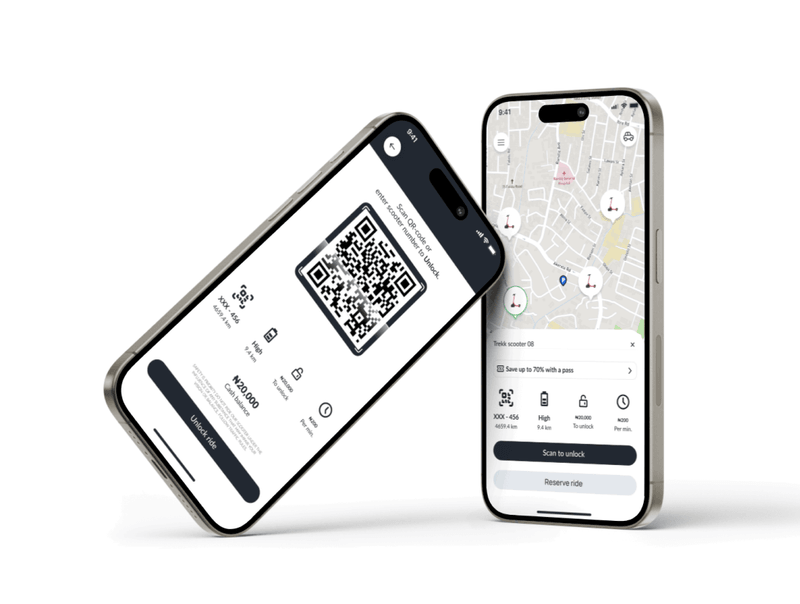 9:41
Scan QR-code or
enter scooter number to Unlock.
XXX - 456
4659.4 km
High
9.4 km
₦20,000
To unlock
₦200
Per min.
₦20,000
Cash balance
Unlock ride
9:41
Trekk scooter 08
Save up to 70% with a pass
XXX - 456
4659.4 km
High
9.4 km
₦20,000
To unlock
₦200
Per min.
Scan to unlock
Reserve ride